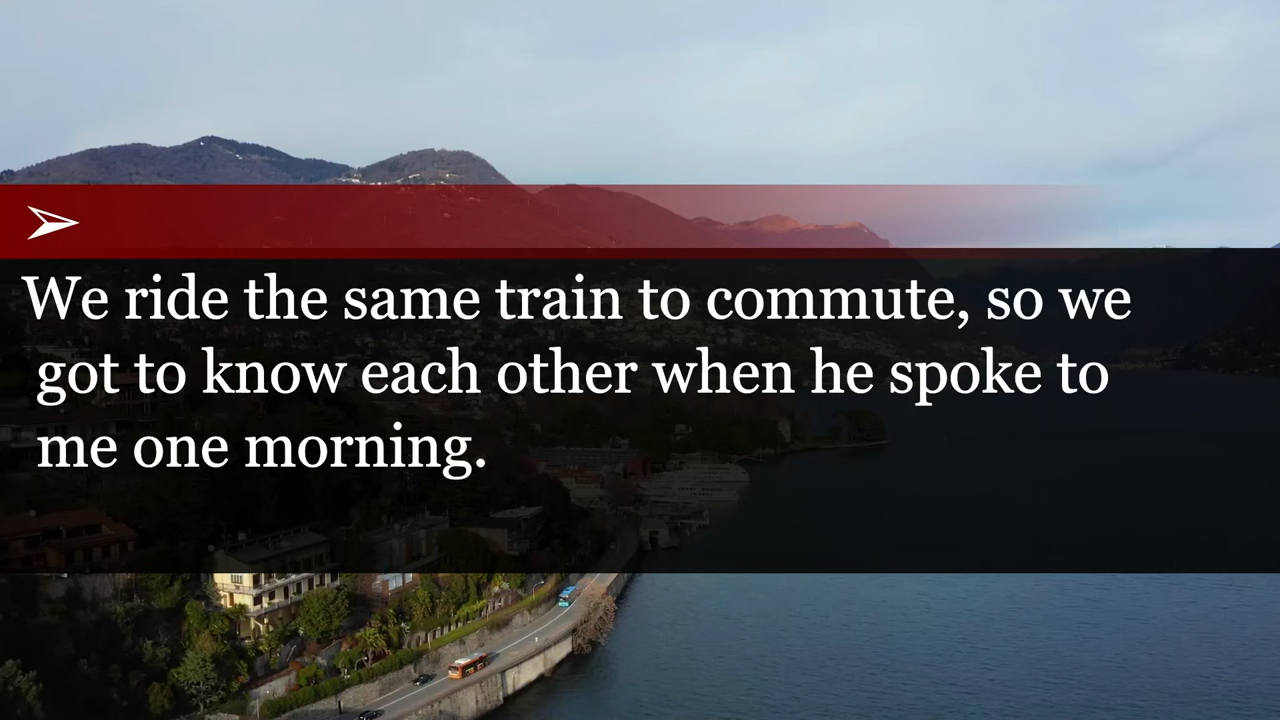 We ride the same train to commute, so we
got to know each other when he spoke to
me one morning.